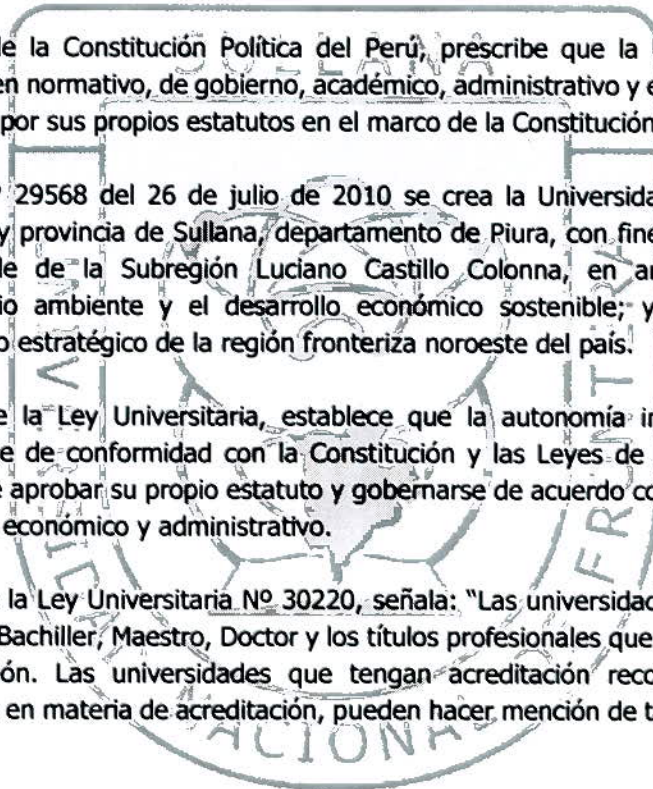 de la Constitución Política del Perú, prescribe que la
en normativo, de gobierno, académico, administrativo y e
por sus propios estatutos en el marco de la Constitución
29568 del 26 de julio de 2010 se crea la Universida
y provincia de Sullana, departamento de Piura, con fine
le de la Subregión Luciano Castillo Colonna, en ar
io ambiente y el desarrollo económico sostenible; y
o estratégico de la región fronteriza noroeste del país.
e la Ley Universitaria, establece que la autonomía in
e de conformidad con la Constitución y las Leyes de
e aprobar su propio estatuto y gobernarse de acuerdo co
económico y administrativo.
la Ley Universitaria Nº 30220, señala: "Las universidad
Bachiller, Maestro, Doctor y los títulos profesionales que
ón. Las universidades que tengan acreditación reco
en materia de acreditación, pueden hacer mención de t
SULLANA